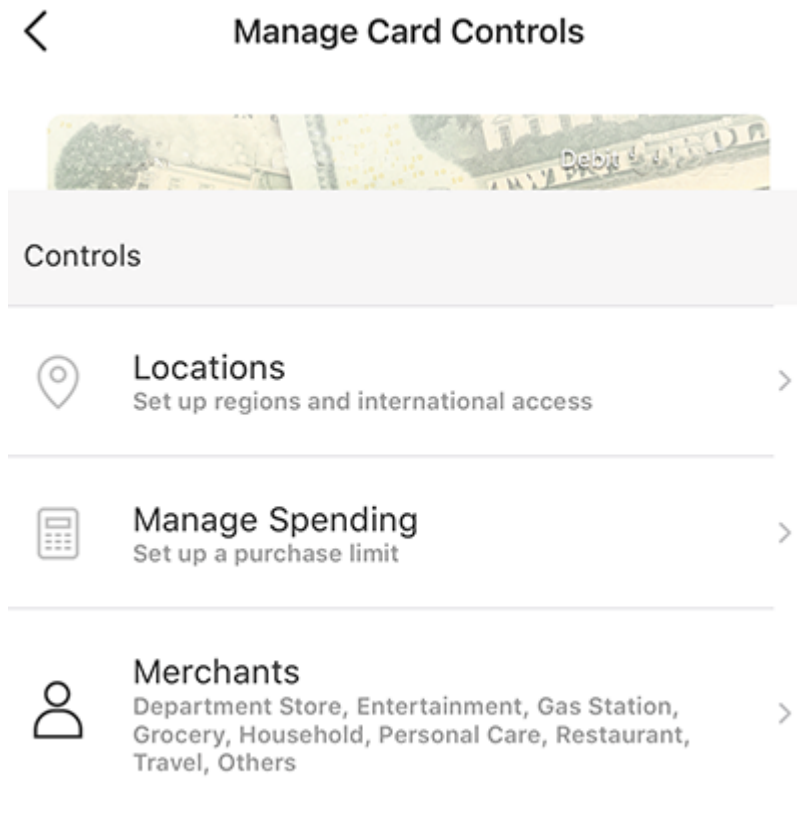 Manage Card Controls
Debit
Controls
Locations
Set up regions and international access
Manage Spending
Set up a purchase limit
Merchants
Department Store, Entertainment, Gas Station,
Grocery, Household, Personal Care, Restaurant,
Travel, Others